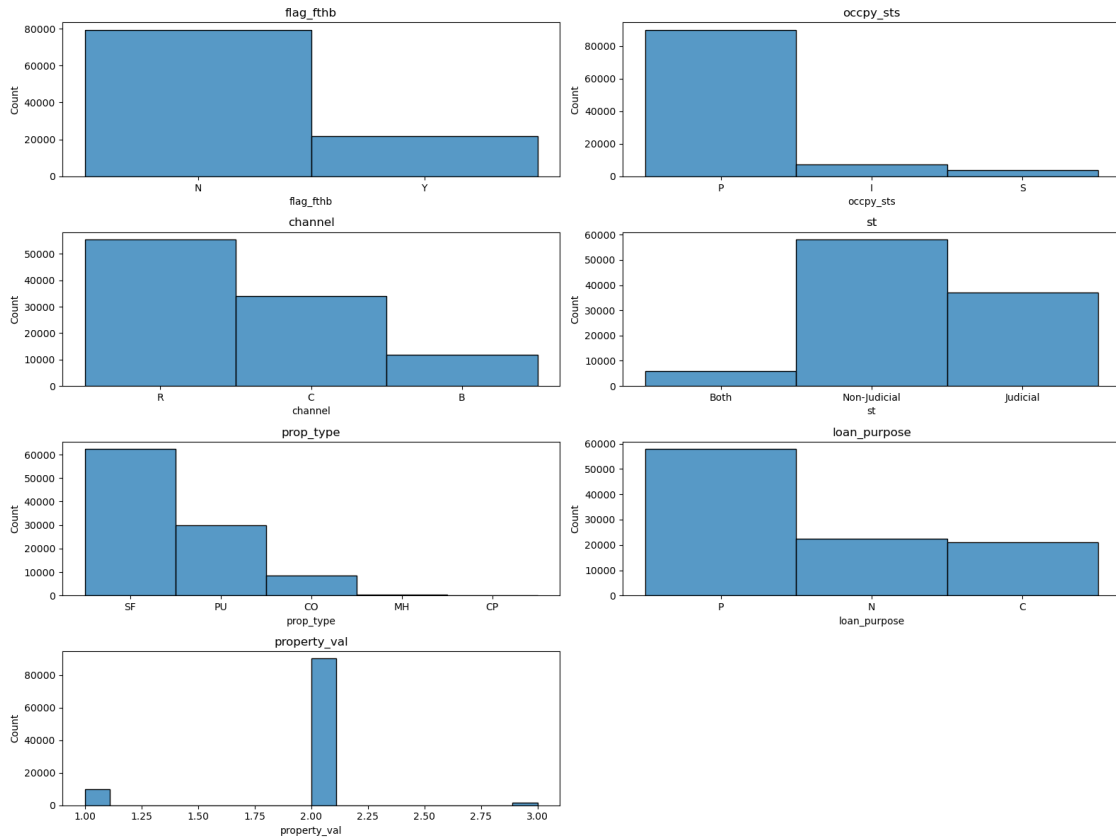 flag_fthb
80000
60000
40000
20000
0
Count
N Y
flag_fthb
occpy_sts
80000
60000
40000
20000
0
Count
P I S
occpy_sts
channel
50000
40000
30000
20000
10000
0
Count
R C B
channel
st
60000
50000
40000
30000
20000
10000
0
Count
Both Non-Judicial Judicial
st
prop_type
60000
50000
40000
30000
20000
10000
0
Count
SF PU CO MH CP
prop_type
loan_purpose
60000
50000
40000
30000
20000
10000
0
Count
P N C
loan_purpose
property_val
80000
60000
40000
20000
0
Count
1.00 1.25 1.50 1.75 2.00 2.25 2.50 2.75 3.00
property_val